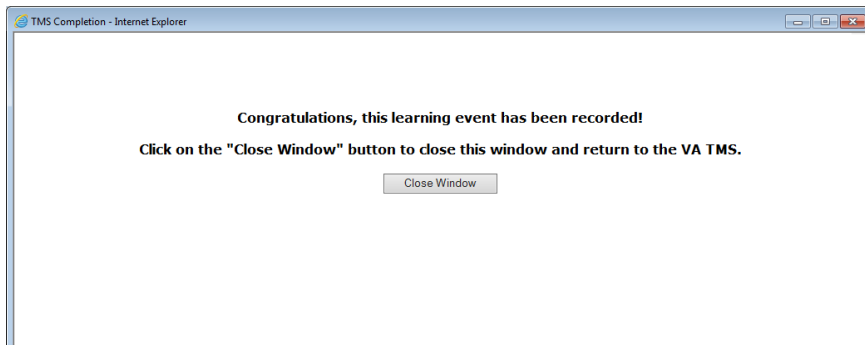 TMS Completion - Internet Explorer
Congratulations, this learning event has been recorded!
Click on the "Close Window" button to close this window and return to the VA TMS.
Close Window